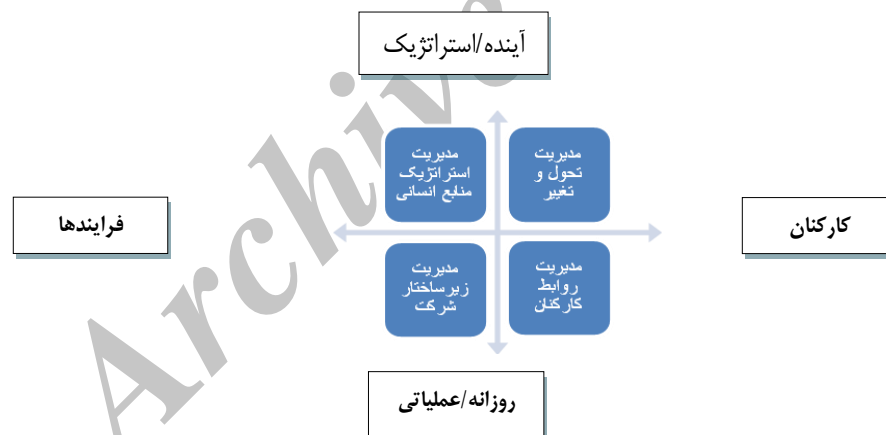 آینده/استراتژیک
مدیریت
تحول و
تغییر
مدیریت
استراتژیک
منابع انسانی
کارکنان
فرایندها
مدیریت
روابط
کارکنان
مدیریت
زیرساختار
شرکت
روزانه/عملیاتی
Archive